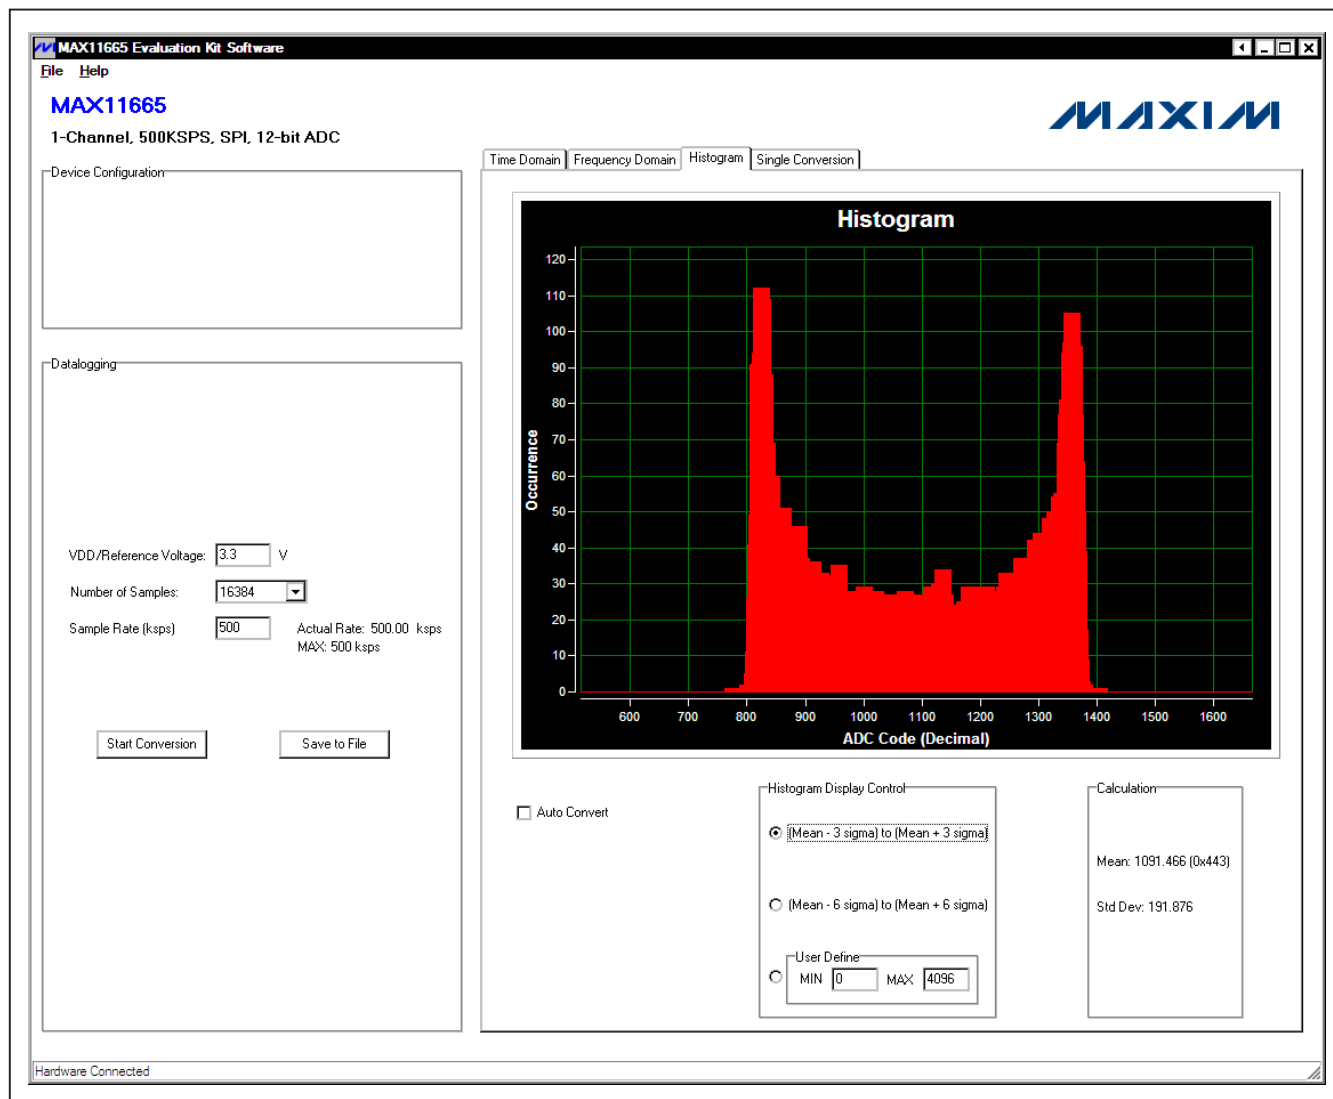 MAX11665 Evaluation Kit Software
File Help
MAX11665
1-Channel, 500KSPS, SPI, 12-bit ADC
MAXIM
Device Configuration
Datalogging
VDD/Reference Voltage: 3.3 V
Number of Samples: 16384
Sample Rate (ksps) 500 Actual Rate: 500.00 ksps
MAX: 500 ksps
Start Conversion Save to File
Time Domain Frequency Domain Histogram Single Conversion
Histogram
120
110
100
90
80
70
60
50
40
30
20
10
0
Occurrence
600 700 800 900 1000 1100 1200 1300 1400 1500 1600
ADC Code (Decimal)
Auto Convert
Histogram Display Control
(Mean - 3 sigma) to (Mean + 3 sigma)
(Mean - 6 sigma) to (Mean + 6 sigma)
User Define
MIN 0 MAX 4096
Calculation
Mean: 1091.466 (0x443)
Std Dev: 191.876
Hardware Connected